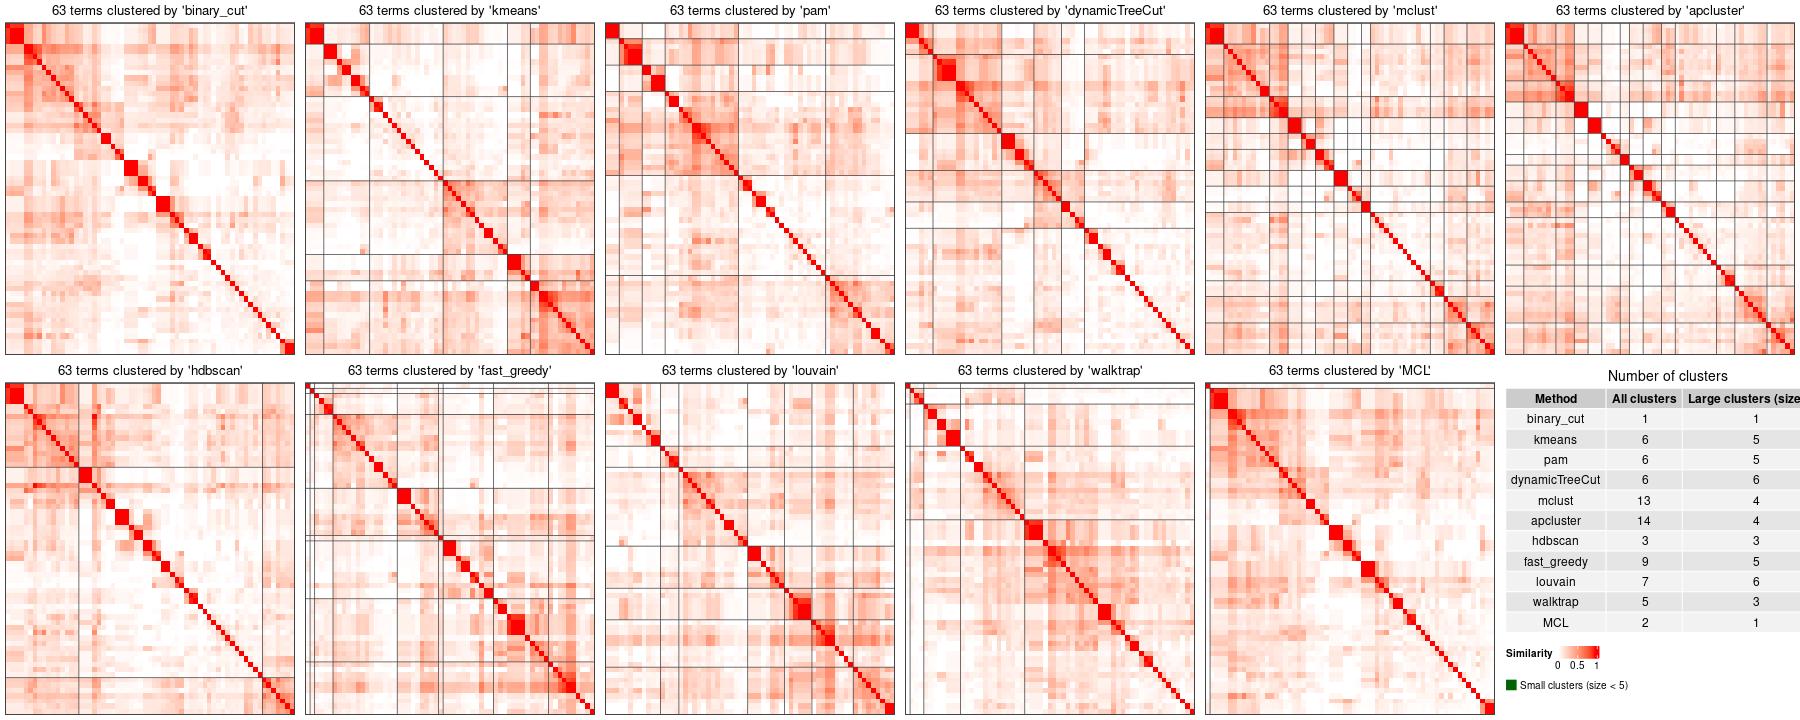 63 terms clustered by 'binary_cut'
63 terms clustered by 'kmeans'
63 terms clustered by 'pam'
63 terms clustered by 'dynamicTreeCut'
63 terms clustered by 'mclust'
63 terms clustered by 'apcluster'
63 terms clustered by 'hdbscan'
63 terms clustered by 'fast_greedy'
63 terms clustered by 'louvain'
63 terms clustered by 'walktrap'
63 terms clustered by 'MCL'
Number of clusters
Method All clusters Large clusters (size
binary_cut 1 1
kmeans 6 5
pam 6 5
dynamicTreeCut 6 6
mclust 13 4
apcluster 14 4
hdbscan 3 3
fast_greedy 9 5
louvain 7 6
walktrap 5 3
MCL 2 1
Similarity
0 0.5 1
Small clusters (size < 5)